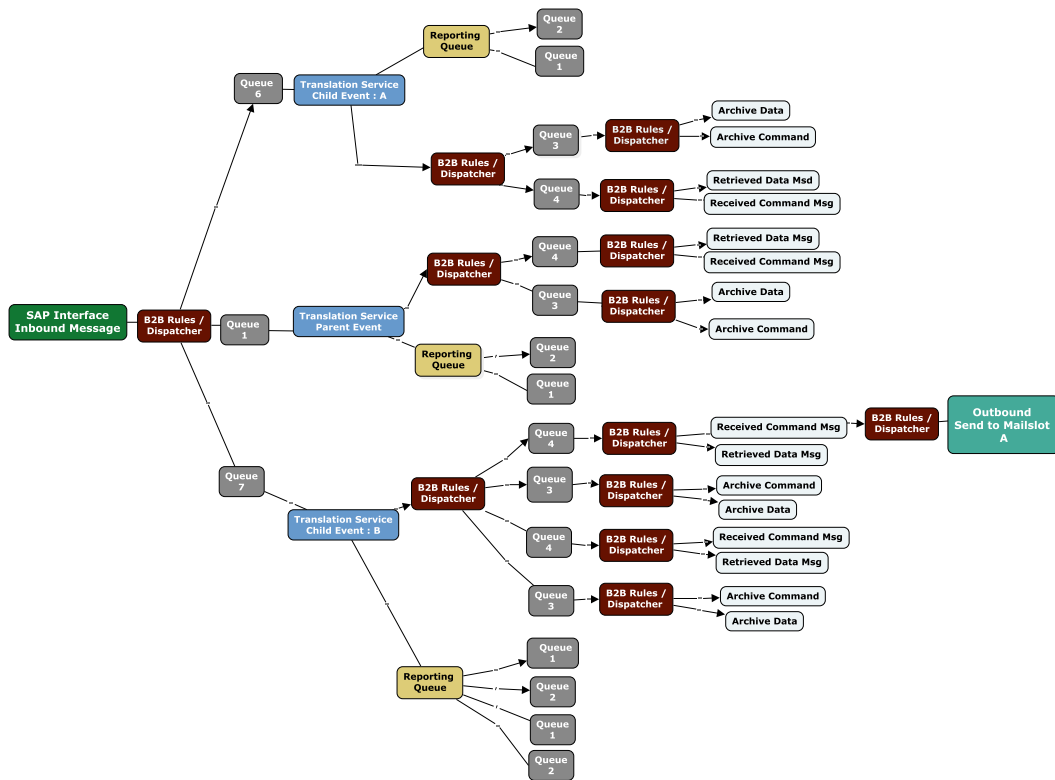 Queue
2
Reporting
Queue
Queue
1
Queue
6
Translation Service
Child Event : A
Archive Data
B2B Rules /
Dispatcher
Queue
3
B2B Rules /
Dispatcher
Archive Command
Queue
4
B2B Rules /
Dispatcher
Retrieved Data Msd
Received Command Msg
B2B Rules /
Dispatcher
Queue
4
B2B Rules /
Dispatcher
Retrieved Data Msg
Received Command Msg
Queue
3
B2B Rules /
Dispatcher
Archive Data
Archive Command
SAP Interface
Inbound Message
B2B Rules /
Dispatcher
Queue
1
Translation Service
Parent Event
Reporting
Queue
Queue
2
Queue
1
Queue
4
B2B Rules /
Dispatcher
Received Command Msg
Retrieved Data Msg
B2B Rules /
Dispatcher
Outbound
Send to Mailslot
A
Queue
7
B2B Rules /
Dispatcher
Queue
3
B2B Rules /
Dispatcher
Archive Command
Archive Data
Translation Service
Child Event : B
Queue
4
B2B Rules /
Dispatcher
Received Command Msg
Retrieved Data Msg
Queue
3
B2B Rules /
Dispatcher
Archive Command
Archive Data
Reporting
Queue
Queue
1
Queue
2
Queue
1
Queue
2